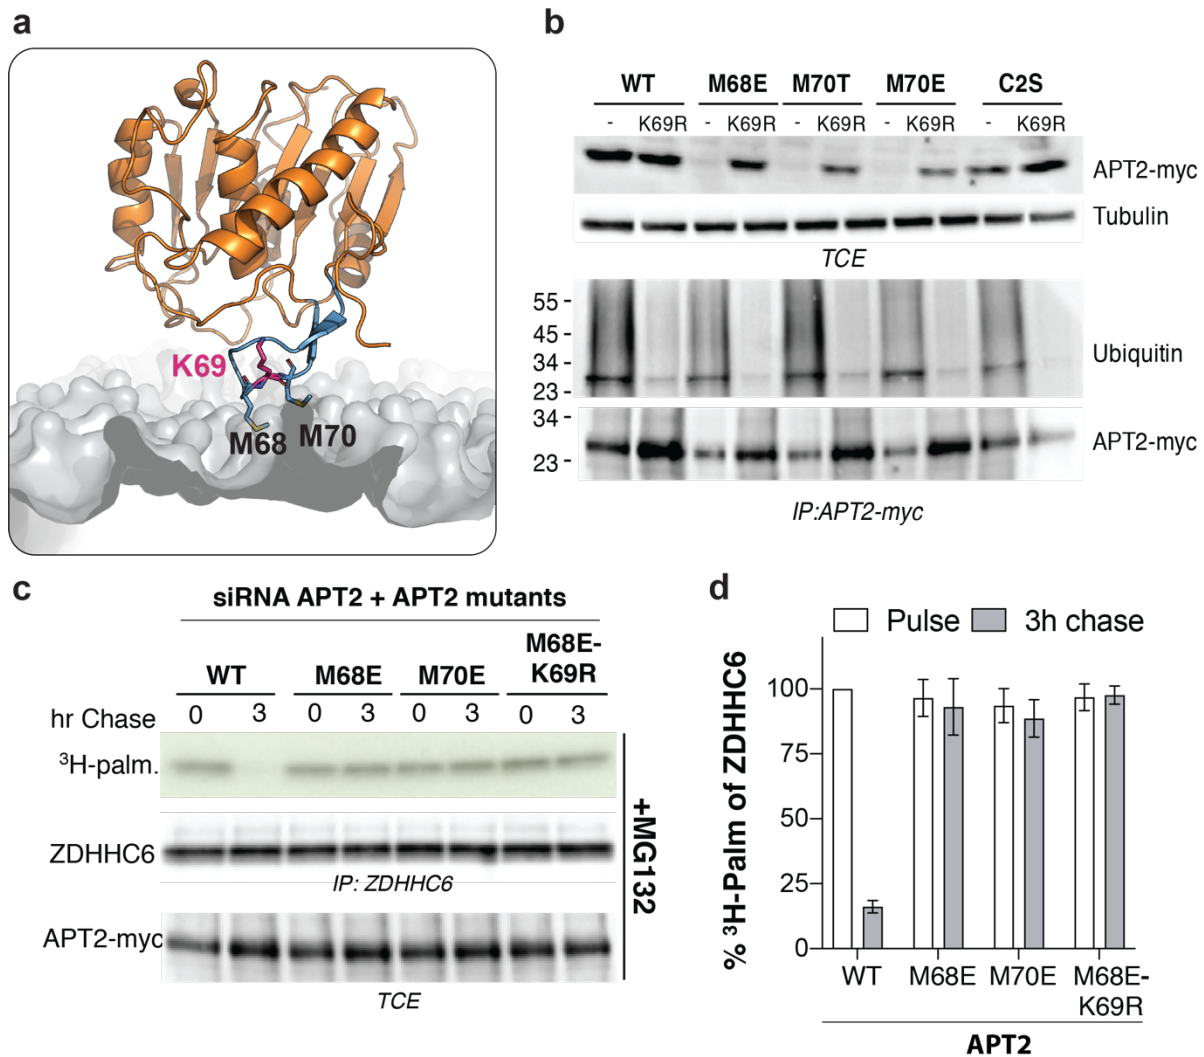 a
K69
M68
M70
b
WT M68E M70T M70E C2S
- K69R - K69R - K69R - K69R - K69R
APT2-myc
Tubulin
TCE
55 -
45 -
34 -
23 -
Ubiquitin
34 -
23 -
APT2-myc
IP:APT2-myc
c
siRNA APT2 + APT2 mutants
WT M68E M70E M68E-
K69R
hr Chase 0 3 0 3 0 3 0 3
³H-palm.
ZDHHC6
IP: ZDHHC6
APT2-myc
TCE
+MG132
d
Pulse 3h chase
% ³H-Palm of ZDHHC6
100
75
50
25
0
WT M68E M70E M68E-
K69R
APT2